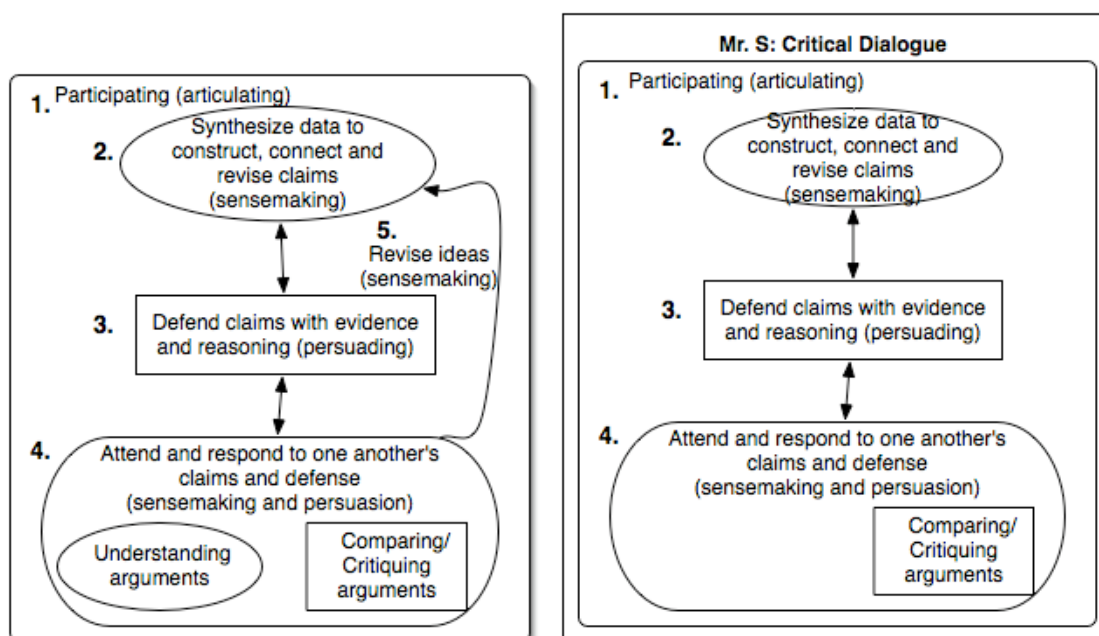 1. Participating (articulating)
2. Synthesize data to
construct, connect and
revise claims
(sensemaking)
5.
Revise ideas
(sensemaking)
3. Defend claims with evidence
and reasoning (persuading)
4. Attend and respond to one another's
claims and defense
(sensemaking and persuasion)
Understanding
arguments
Comparing/
Critiquing
arguments
Mr. S: Critical Dialogue
1. Participating (articulating)
2. Synthesize data to
construct, connect and
revise claims
(sensemaking)
3. Defend claims with evidence
and reasoning (persuading)
4. Attend and respond to one another's
claims and defense
(sensemaking and persuasion)
Comparing/
Critiquing
arguments